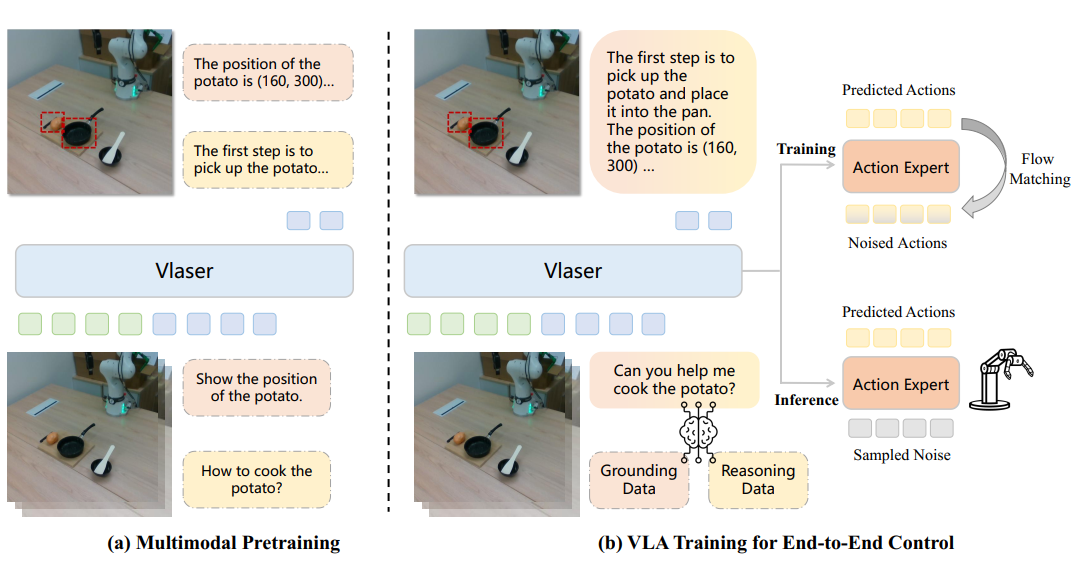 The position of the
potato is (160, 300)...
The first step is to
pick up the potato...
Vlaser
Show the position
of the potato.
How to cook the
potato?
(a) Multimodal Pretraining
The first step is to
pick up the
potato and place
it into the pan.
The position of
the potato is (160,
300) ...
Vlaser
Can you help me
cook the potato?
Grounding
Data
Reasoning
Data
Training
Predicted Actions
Action Expert
Noised Actions
Flow
Matching
Inference
Predicted Actions
Action Expert
Sampled Noise
(b) VLA Training for End-to-End Control